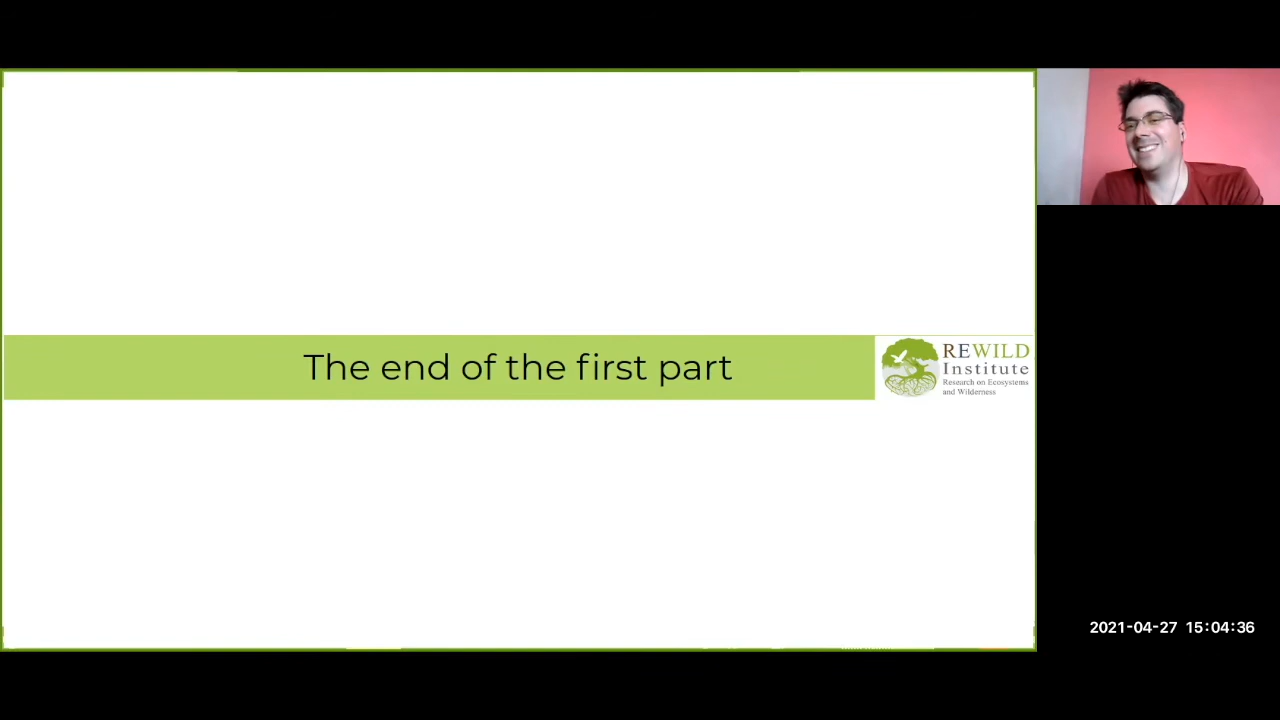 The end of the first part
REWILD
Institute
Research on Ecosystems
and Wilderness
2021-04-27 15:04:36